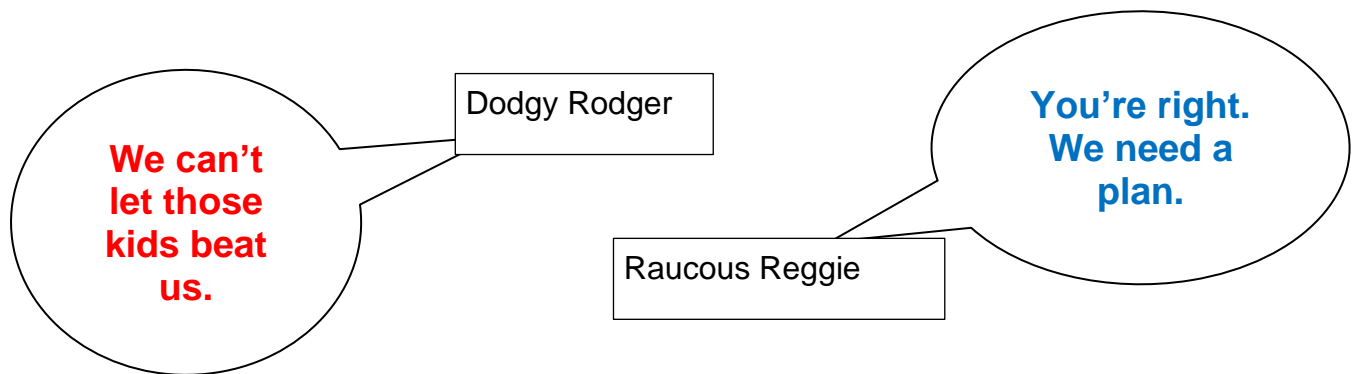 Dodgy Rodger
We can't
let those
kids beat
us.
You're right.
We need a
plan.
Raucous Reggie